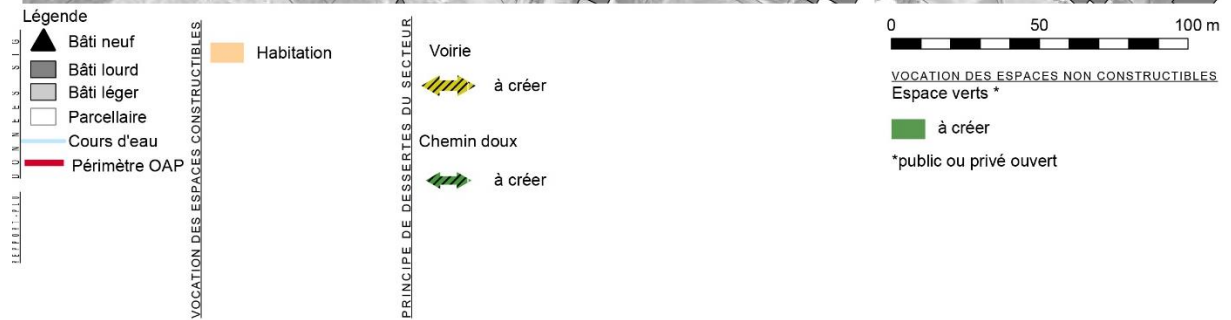 Légende
Bâti neuf
Bâti lourd
Bâti léger
Parcellaire
Cours d'eau
Périmètre OAP
VOCATION DES ESPACES CONSTRUCTIBLES
Habitation
PRINCIPE DE DESSERTES DU SECTEUR
Voirie
à créer
Chemin doux
à créer
0 50 100 m
VOCATION DES ESPACES NON CONSTRUCTIBLES
Espace verts *
à créer
*public ou privé ouvert